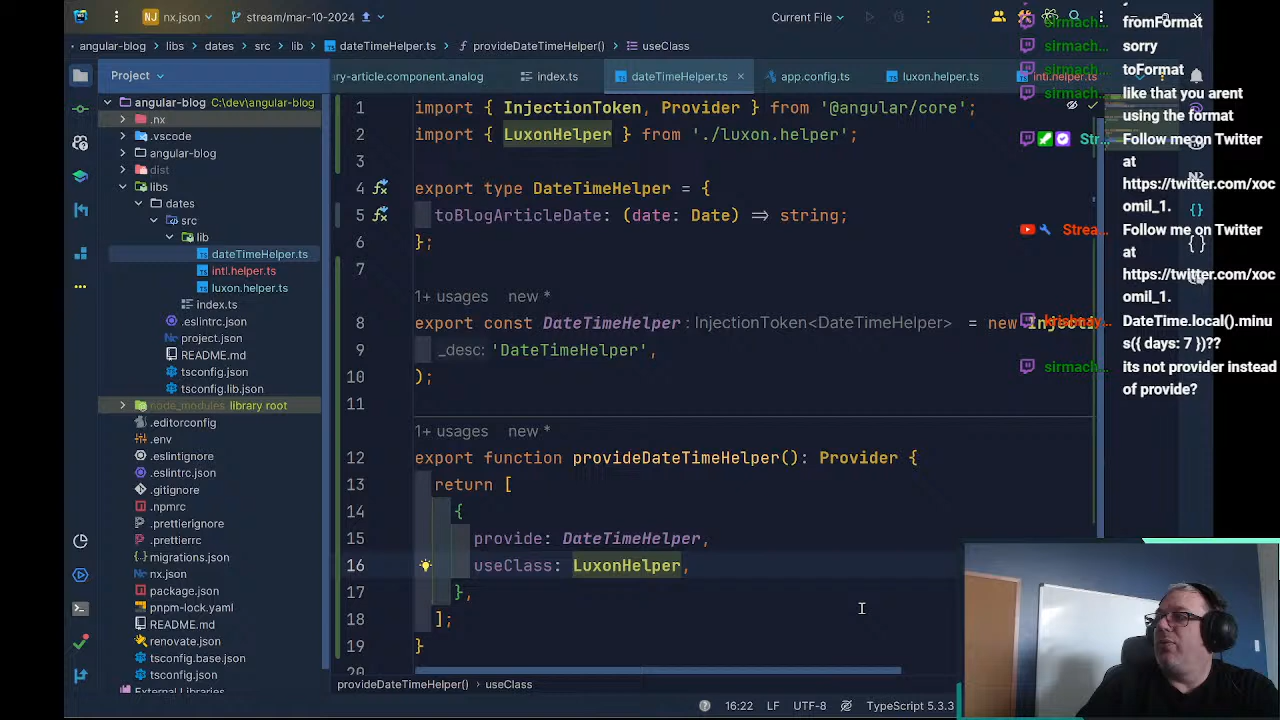 NJ nx.json
stream/mar-10-2024
Current File
angular-blog
libs
dates
src
lib
dateTimeHelper.ts
provideDateTimeHelper()
useClass
Project
ry-article.component.analog
index.ts
dateTimeHelper.ts
app.config.ts
luxon.helper.ts
intl.helper.ts
angular-blog C:\dev\angular-blog
.nx
.vscode
angular-blog
dist
libs
dates
src
lib
dateTimeHelper.ts
intl.helper.ts
luxon.helper.ts
index.ts
.eslintrc.json
project.json
README.md
tsconfig.json
tsconfig.lib.json
node_modules library root
.editorconfig
.env
.eslintignore
.eslintrc.json
.gitignore
.npmrc
.prettierignore
.prettierrc
migrations.json
nx.json
package.json
pnpm-lock.yaml
README.md
renovate.json
tsconfig.base.json
tsconfig.json
External Libraries
1 import { InjectionToken, Provider } from '@angular/core';
2 import { LuxonHelper } from './luxon.helper';
3
4 export type DateTimeHelper = {
5 toBlogArticleDate: (date: Date) => string;
6 };
7
1+ usages new *
8 export const DateTimeHelper : InjectionToken<DateTimeHelper> = new Injecti
9 _desc: 'DateTimeHelper',
10 );
11
1+ usages new *
12 export function provideDateTimeHelper(): Provider {
13 return [
14 {
15 provide: DateTimeHelper,
16 useClass: LuxonHelper,
17 },
18 ];
19 }
20
provideDateTimeHelper()
useClass
16:22 LF UTF-8 TypeScript 5.3.3
sirmach... fromFormat
sirmach... sorry
sirmach... toFormat
sirmach... like that you arent
using the format
Str... Follow me on Twitter
at
https://twitter.com/xoc
omil_1.
Strea... Follow me on Twitter
at
https://twitter.com/xoc
omil_1.
DateTime.local().minu
s({ days: 7 })??
sirmach... its not provider instead
of provide?